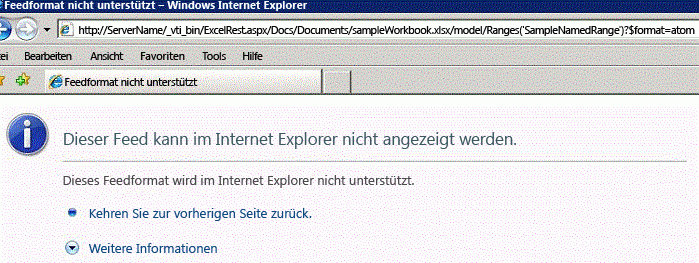 Feedformat nicht unterstützt – Windows Internet Explorer
http://ServerName/_vti_bin/ExcelRest.aspx/Docs/Documents/sampleWorkbook.xlsx/model/Ranges('SampleNamedRange')?$format=atom
ei Bearbeiten Ansicht Favoriten Tools Hilfe
Feedformat nicht unterstützt
Dieser Feed kann im Internet Explorer nicht angezeigt werden.
Dieses Feedformat wird im Internet Explorer nicht unterstützt.
Kehren Sie zur vorherigen Seite zurück.
Weitere Informationen